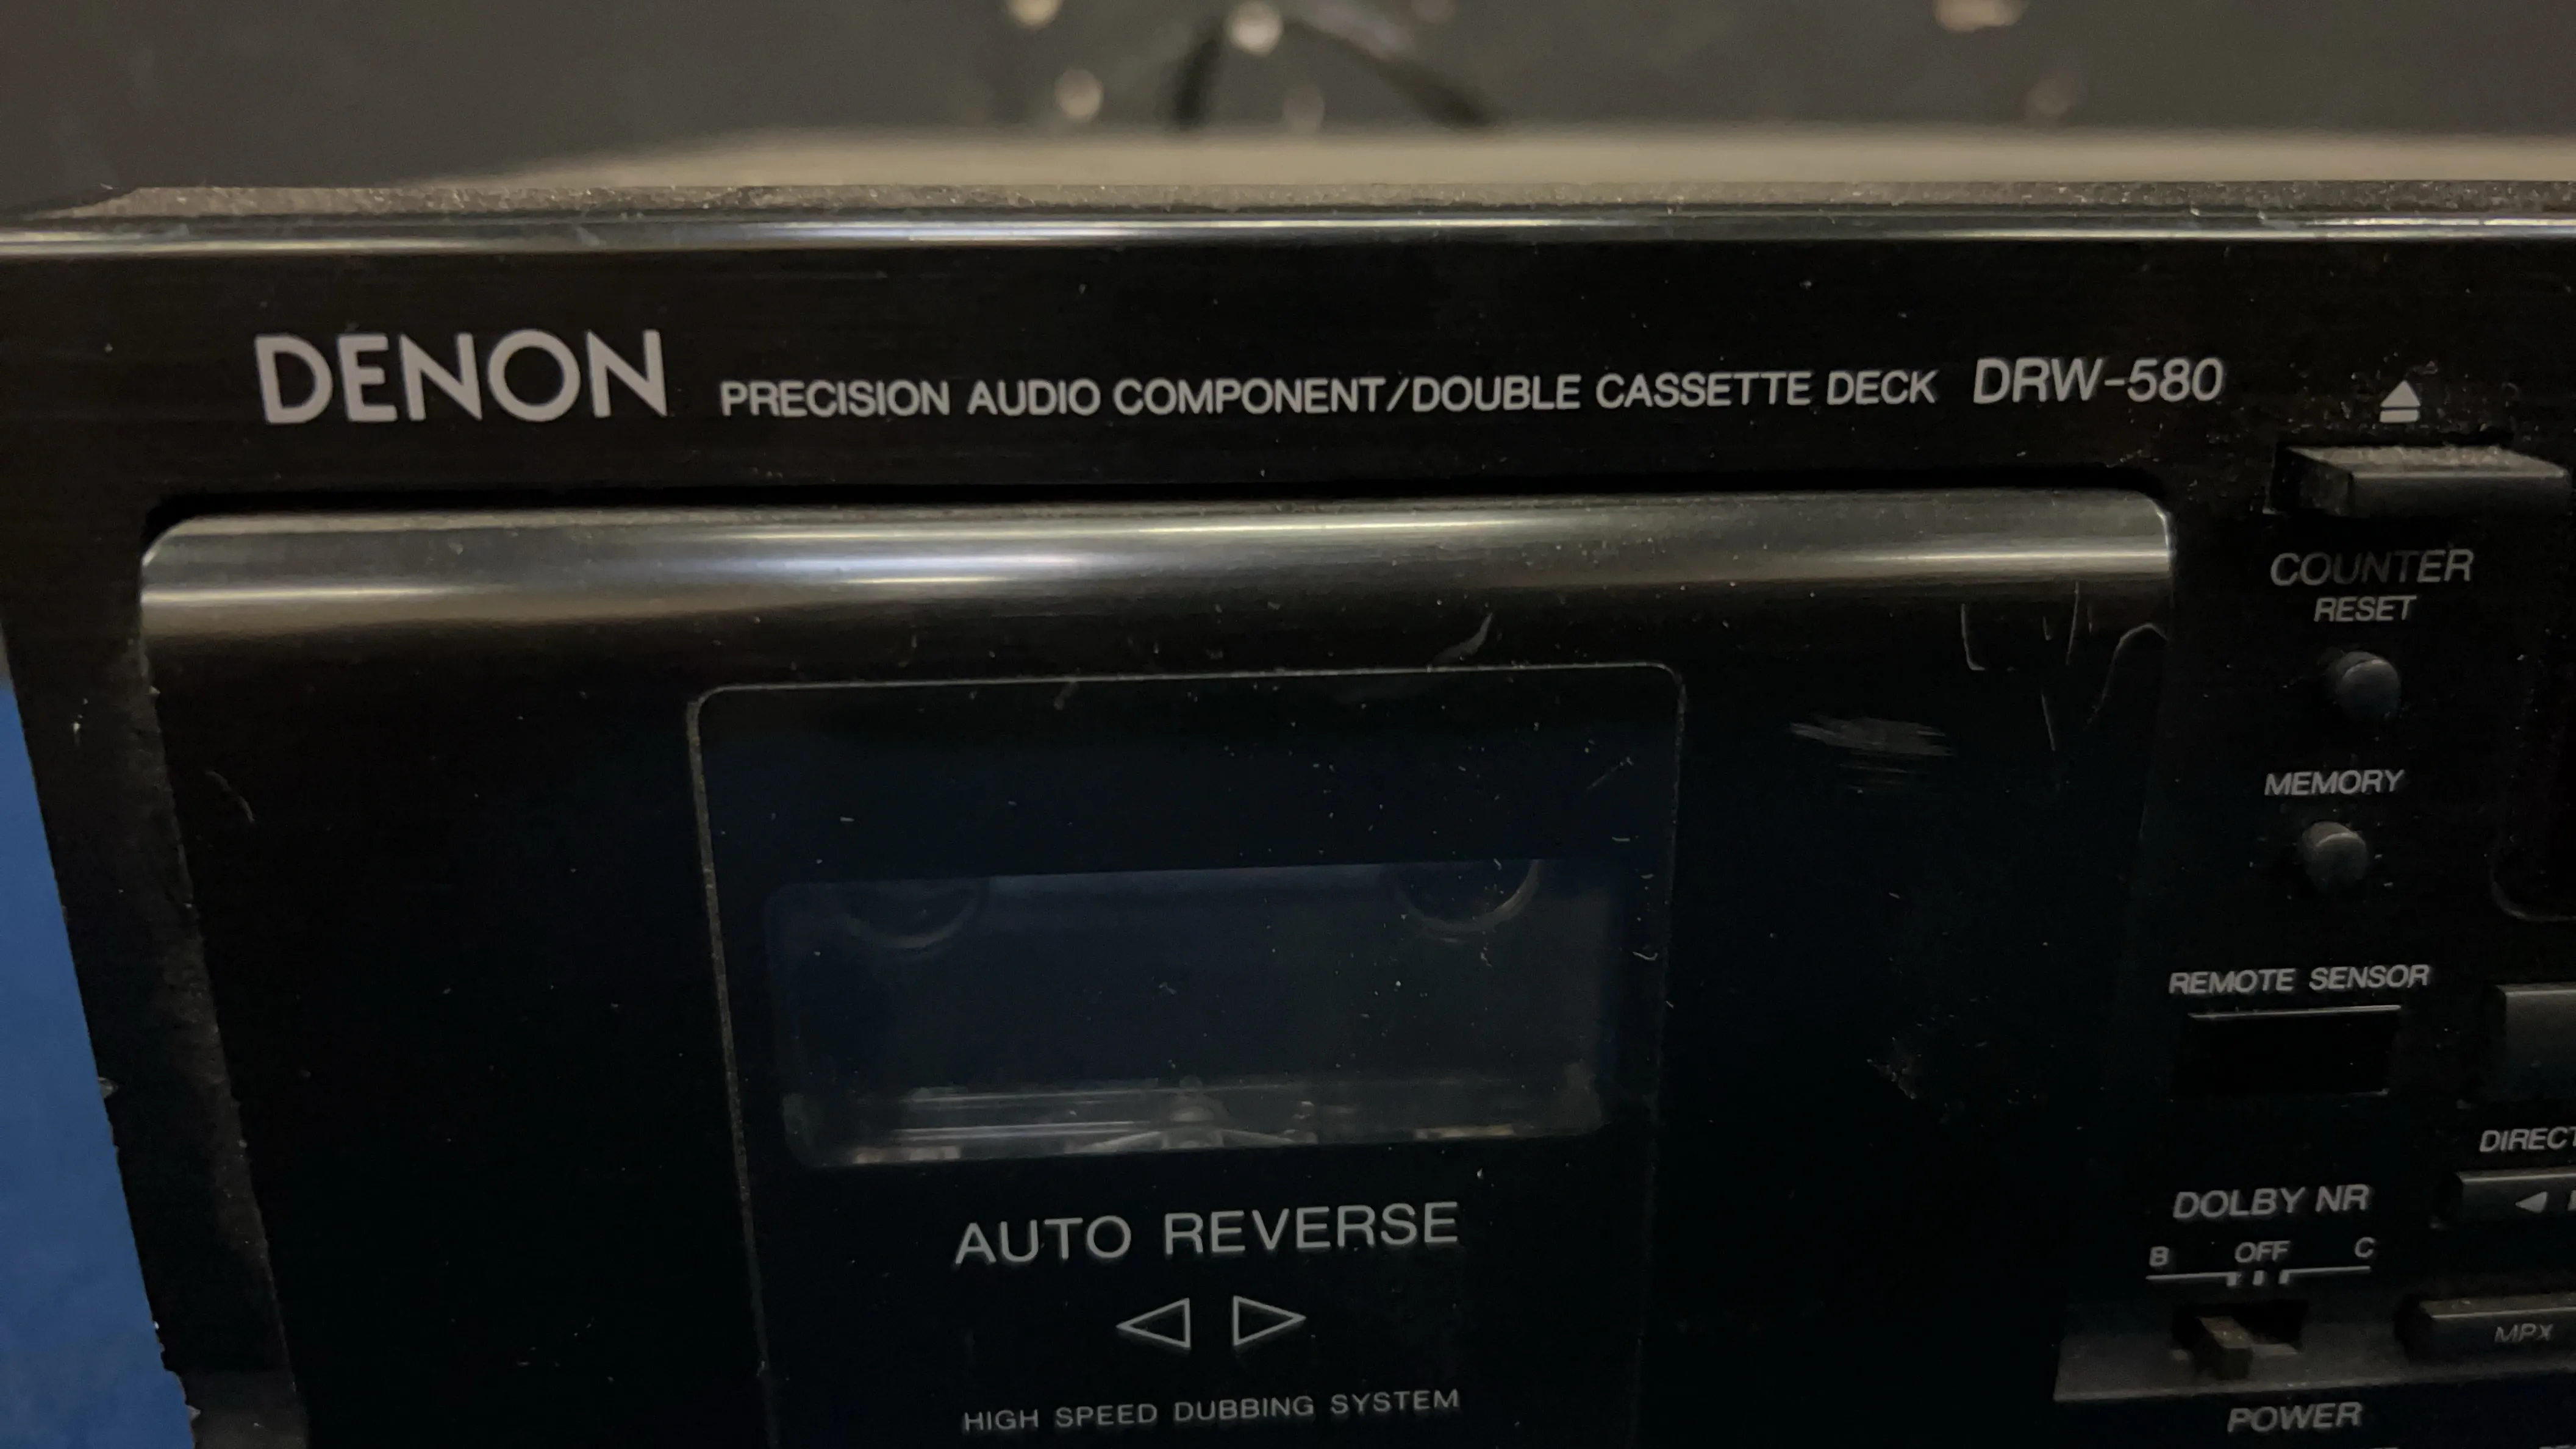 DENON PRECISION AUDIO COMPONENT/DOUBLE CASSETTE DECK DRW-580
COUNTER
RESET
MEMORY
REMOTE SENSOR
DIRECT
DOLBY NR
B OFF C
MPX
AUTO REVERSE
HIGH SPEED DUBBING SYSTEM
POWER